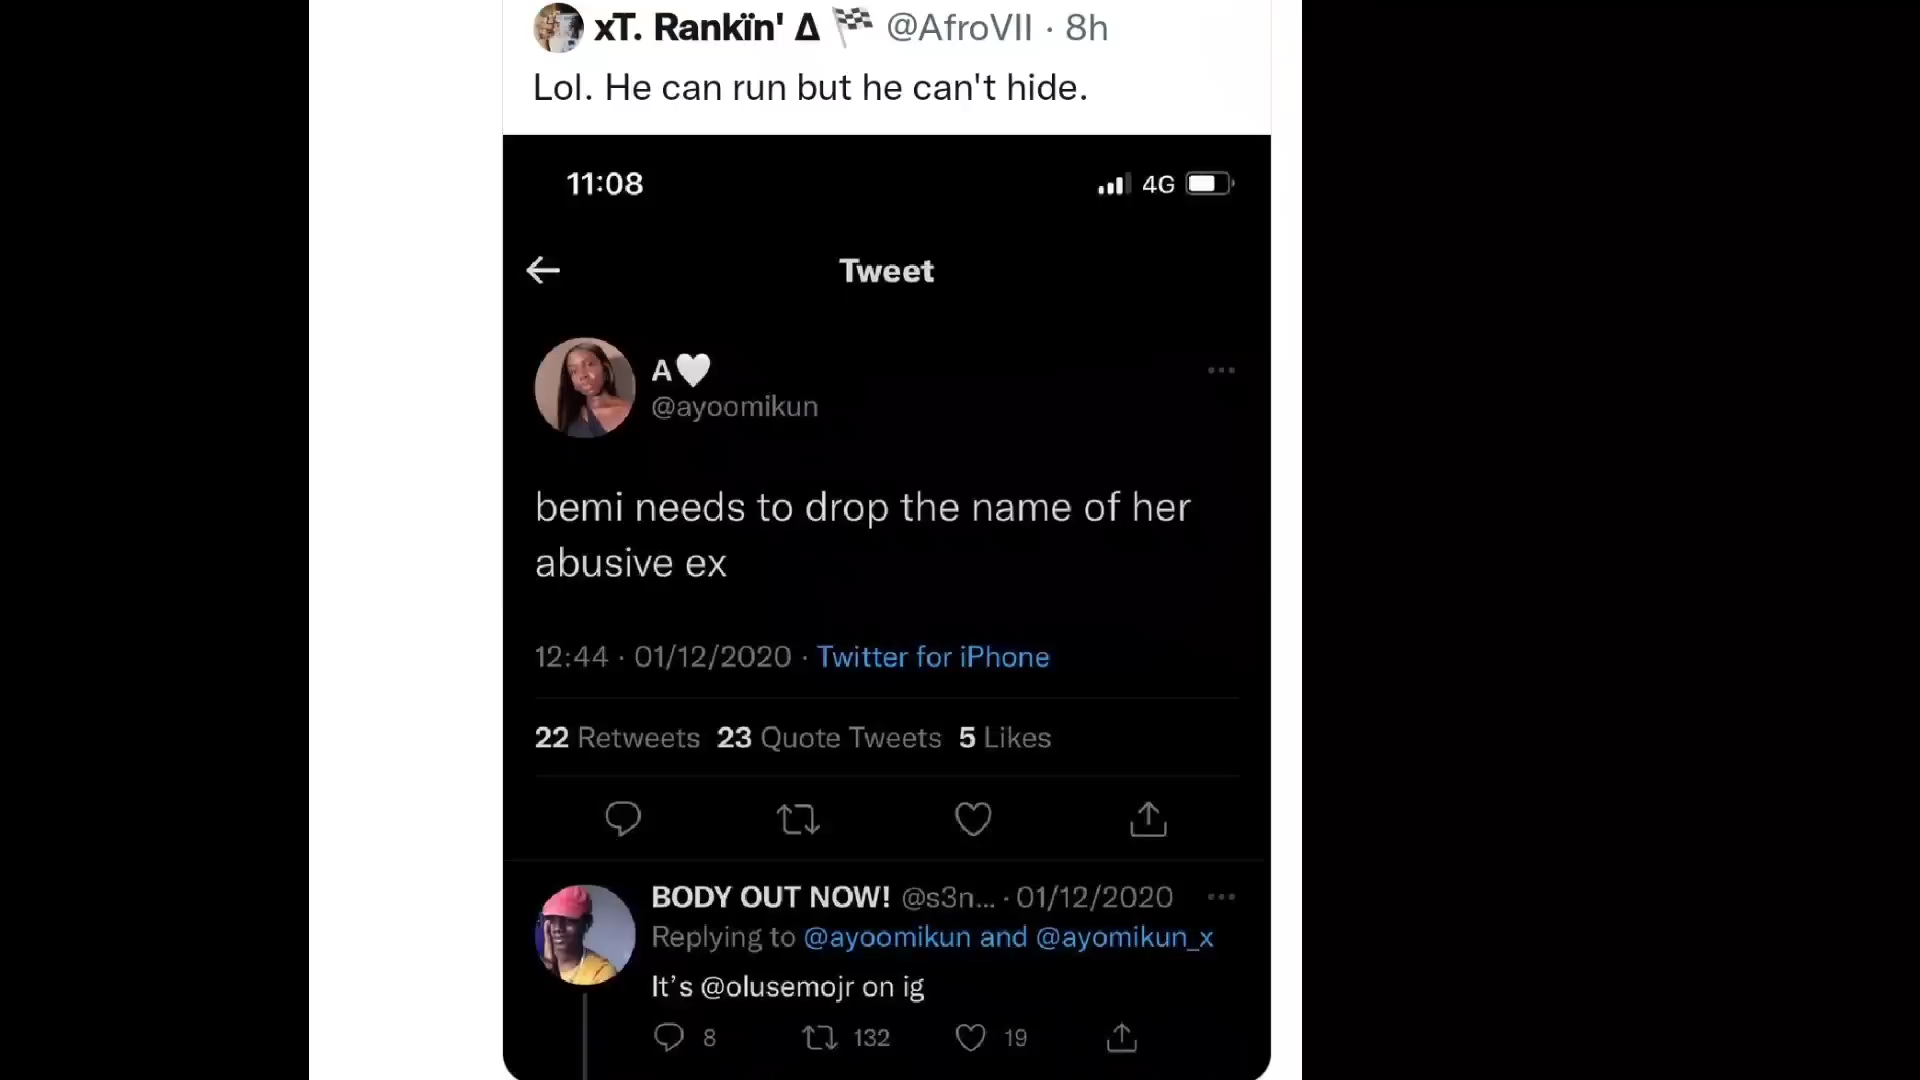 xT. Rankïn' Δ 🏁 @AfroVII · 8h
Lol. He can run but he can't hide.
11:08
4G
Tweet
A🤍
@ayoomikun
bemi needs to drop the name of her
abusive ex
12:44 · 01/12/2020 · Twitter for iPhone
22 Retweets 23 Quote Tweets 5 Likes
BODY OUT NOW! @s3n... · 01/12/2020
Replying to @ayoomikun and @ayomikun_x
It’s @olusemojr on ig
8 132 19